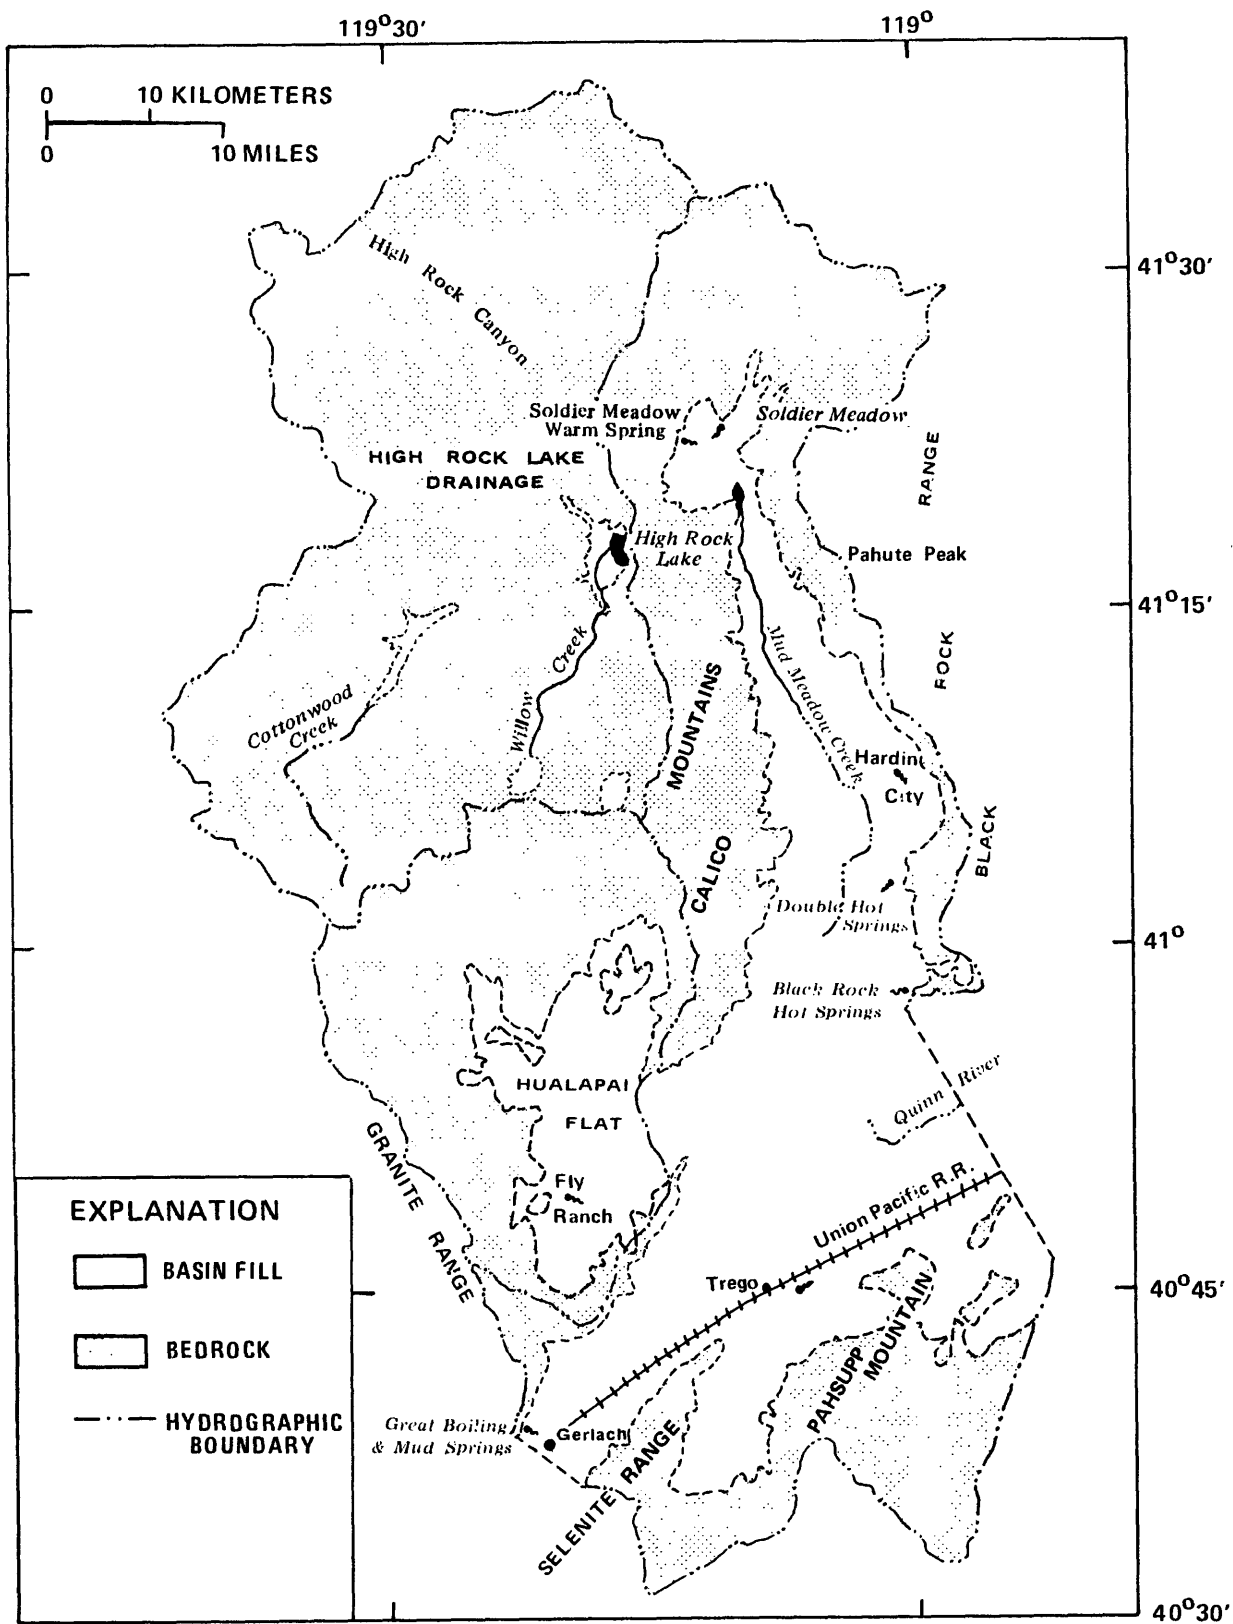 119°30′
119°
0 10 KILOMETERS
0 10 MILES
High Rock Canyon
41°30′
Soldier Meadow
Warm Spring
Soldier Meadow
HIGH ROCK LAKE
DRAINAGE
RANGE
High Rock
Lake
Pahute Peak
41°15′
Creek
Willow
MOUNTAINS
Mud Meadow Creek
ROCK
Cottonwood
Creek
Hardin
City
BLACK
CALICO
Double Hot
Springs
41°
Black Rock
Hot Springs
HUALAPAI
FLAT
Quinn River
GRANITE RANGE
Fly
Ranch
Union Pacific R.R.
EXPLANATION
BASIN FILL
BEDROCK
HYDROGRAPHIC
BOUNDARY
Trego
40°45′
PAHSUPP
MOUNTAIN
Great Boiling
& Mud Springs
Gerlach
SELENITE RANGE
40°30′